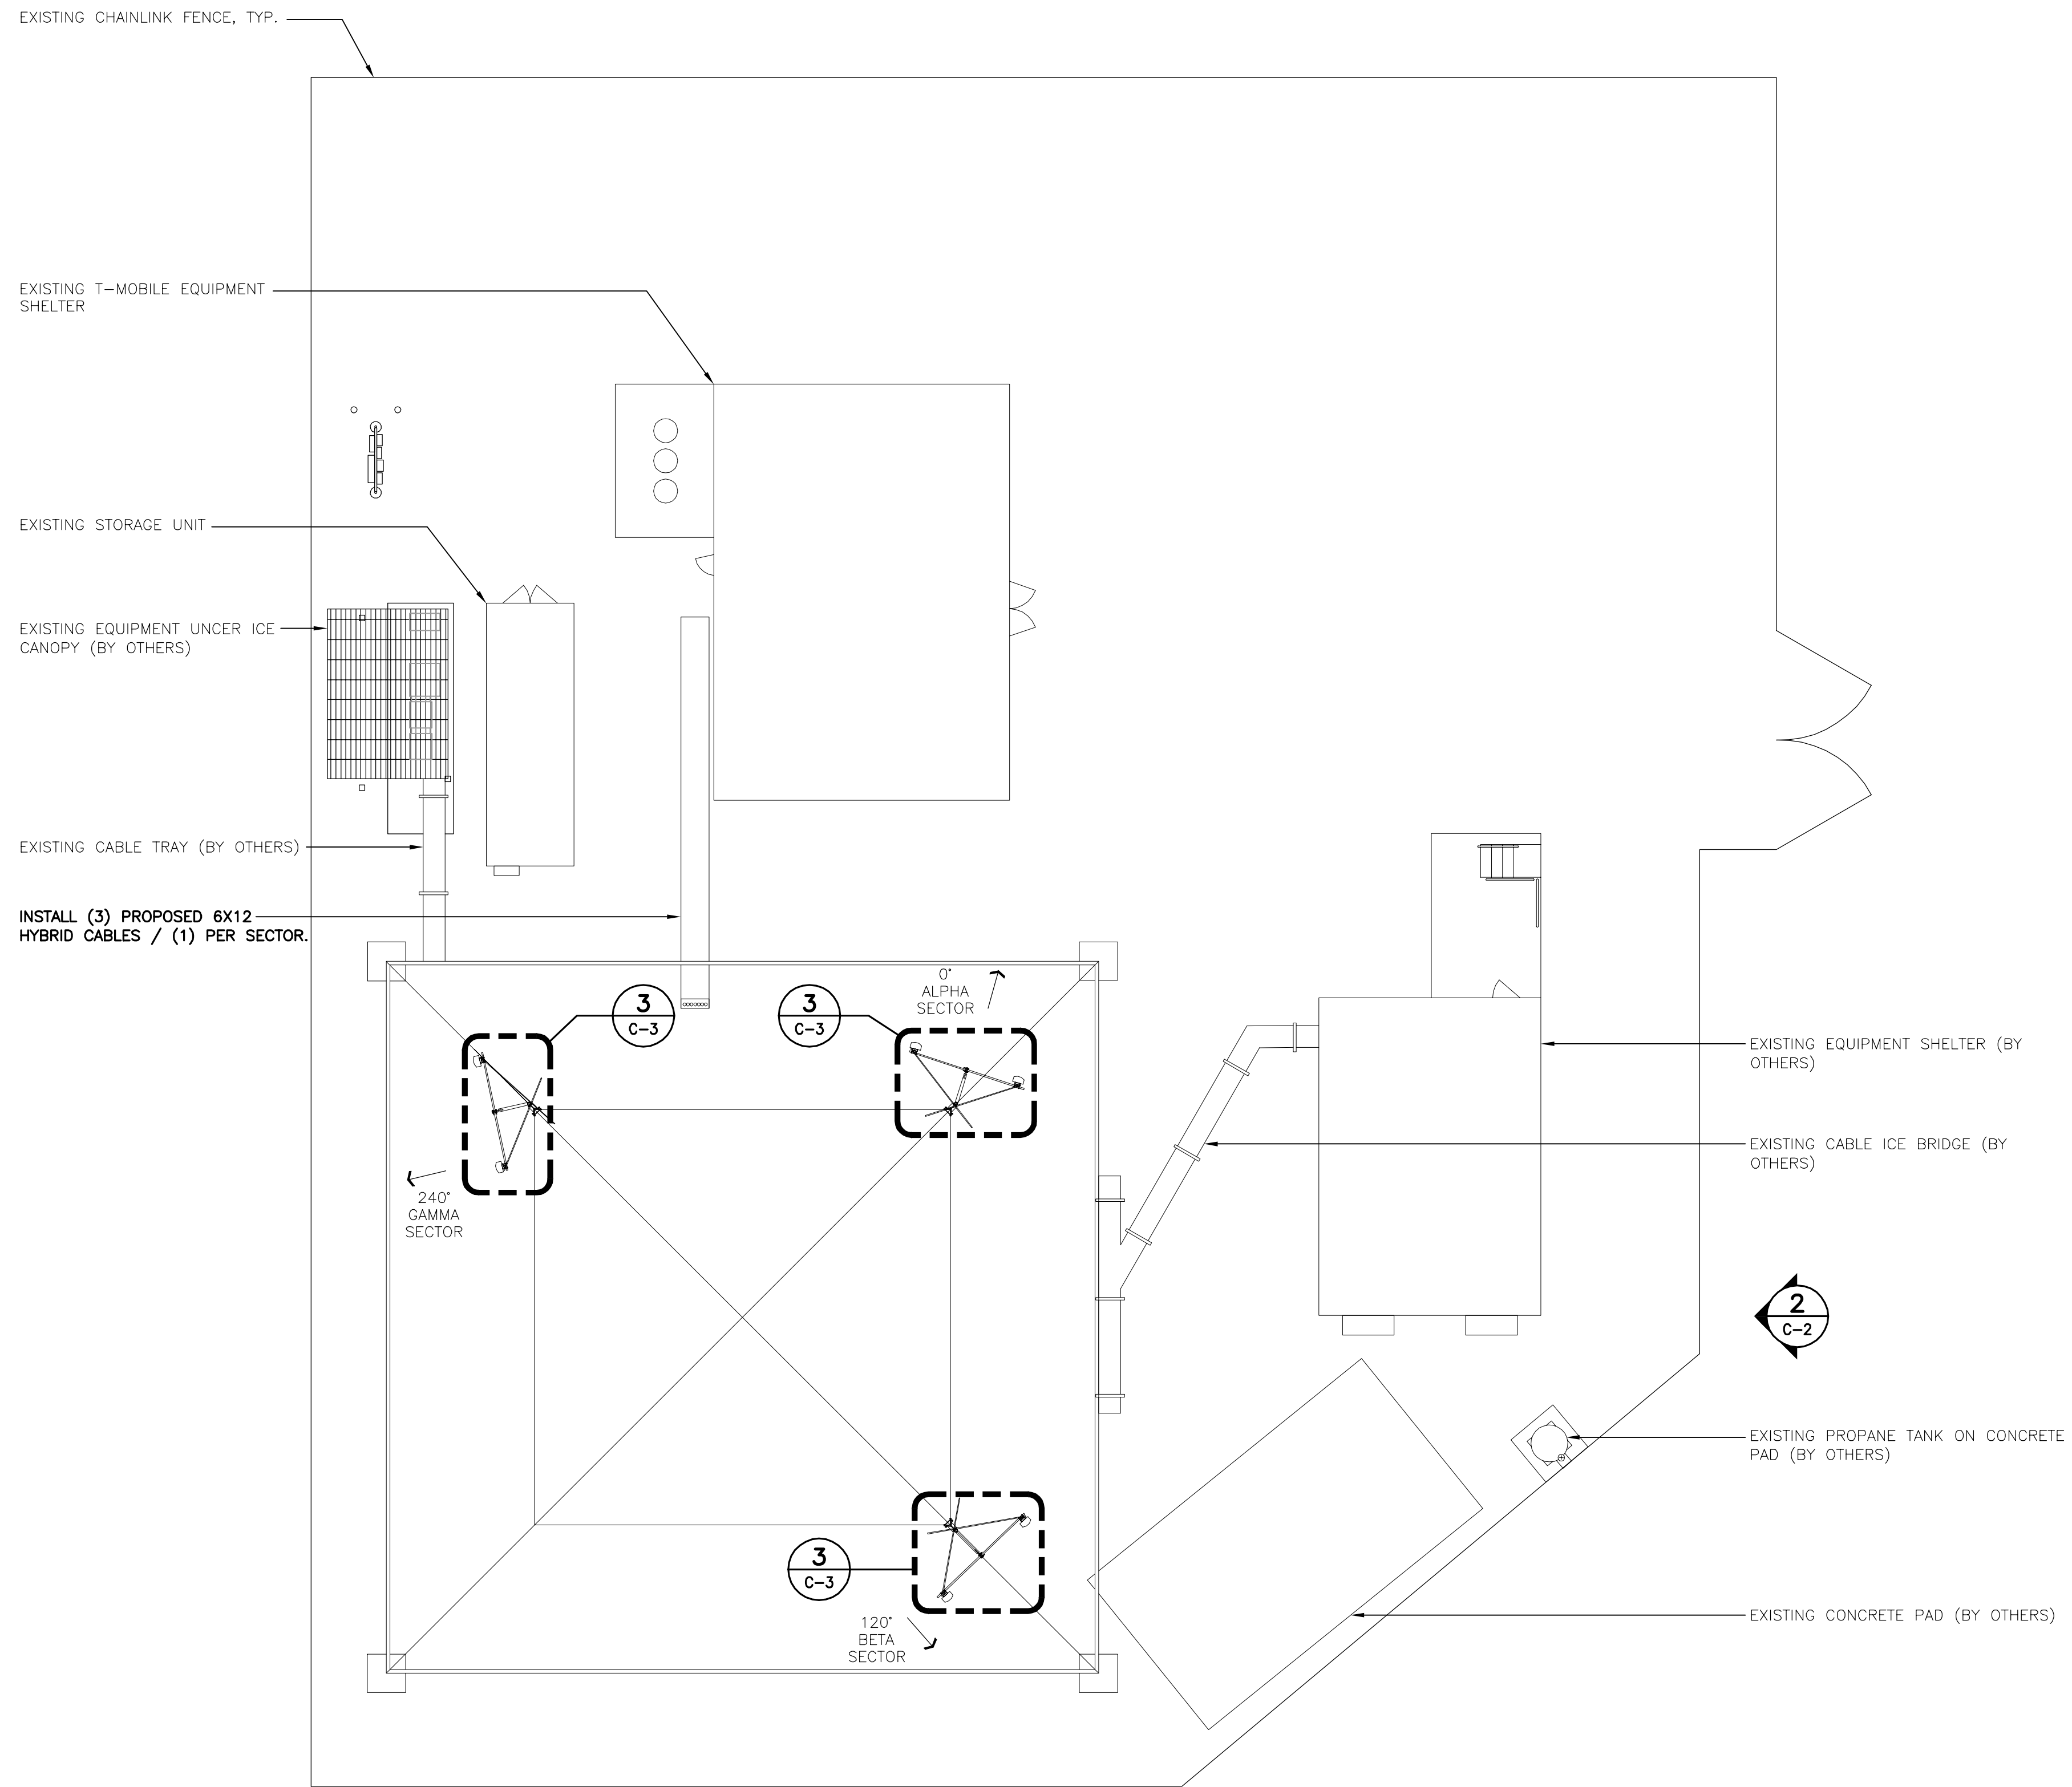 EXISTING CHAINLINK FENCE, TYP.
EXISTING T-MOBILE EQUIPMENT
SHELTER
EXISTING STORAGE UNIT
EXISTING EQUIPMENT UNCER ICE
CANOPY (BY OTHERS)
EXISTING CABLE TRAY (BY OTHERS)
INSTALL (3) PROPOSED 6X12
HYBRID CABLES / (1) PER SECTOR.
3
C-3
3
C-3
0°
ALPHA
SECTOR
240°
GAMMA
SECTOR
3
C-3
120°
BETA
SECTOR
EXISTING EQUIPMENT SHELTER (BY
OTHERS)
EXISTING CABLE ICE BRIDGE (BY
OTHERS)
2
C-2
EXISTING PROPANE TANK ON CONCRETE
PAD (BY OTHERS)
EXISTING CONCRETE PAD (BY OTHERS)